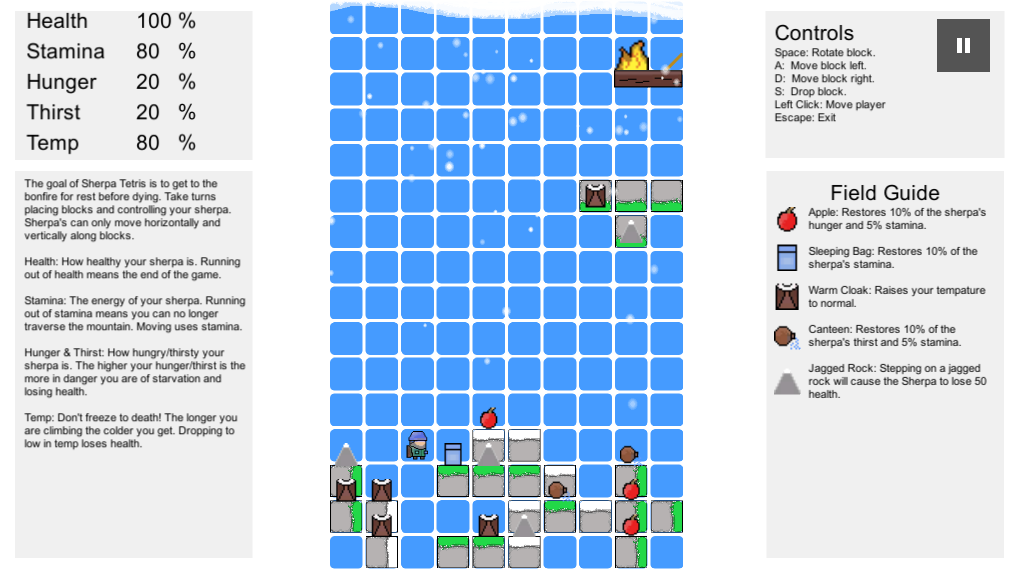 Health 100 %
Stamina 80 %
Hunger 20 %
Thirst 20 %
Temp 80 %
The goal of Sherpa Tetris is to get to the
bonfire for rest before dying. Take turns
placing blocks and controlling your sherpa.
Sherpa's can only move horizontally and
vertically along blocks.
Health: How healthy your sherpa is. Running
out of health means the end of the game.
Stamina: The energy of your sherpa. Running
out of stamina means you can no longer
traverse the mountain. Moving uses stamina.
Hunger & Thirst: How hungry/thirsty your
sherpa is. The higher your hunger/thirst is the
more in danger you are of starvation and
losing health.
Temp: Don't freeze to death! The longer you
are climbing the colder you get. Dropping to
low in temp loses health.
Controls
Space: Rotate block.
A: Move block left.
D: Move block right.
S: Drop block.
Left Click: Move player
Escape: Exit
Field Guide
Apple: Restores 10% of the sherpa's
hunger and 5% stamina.
Sleeping Bag: Restores 10% of the
sherpa's stamina.
Warm Cloak: Raises your tempature
to normal.
Canteen: Restores 10% of the
sherpa's thirst and 5% stamina.
Jagged Rock: Stepping on a jagged
rock will cause the Sherpa to lose 50
health.